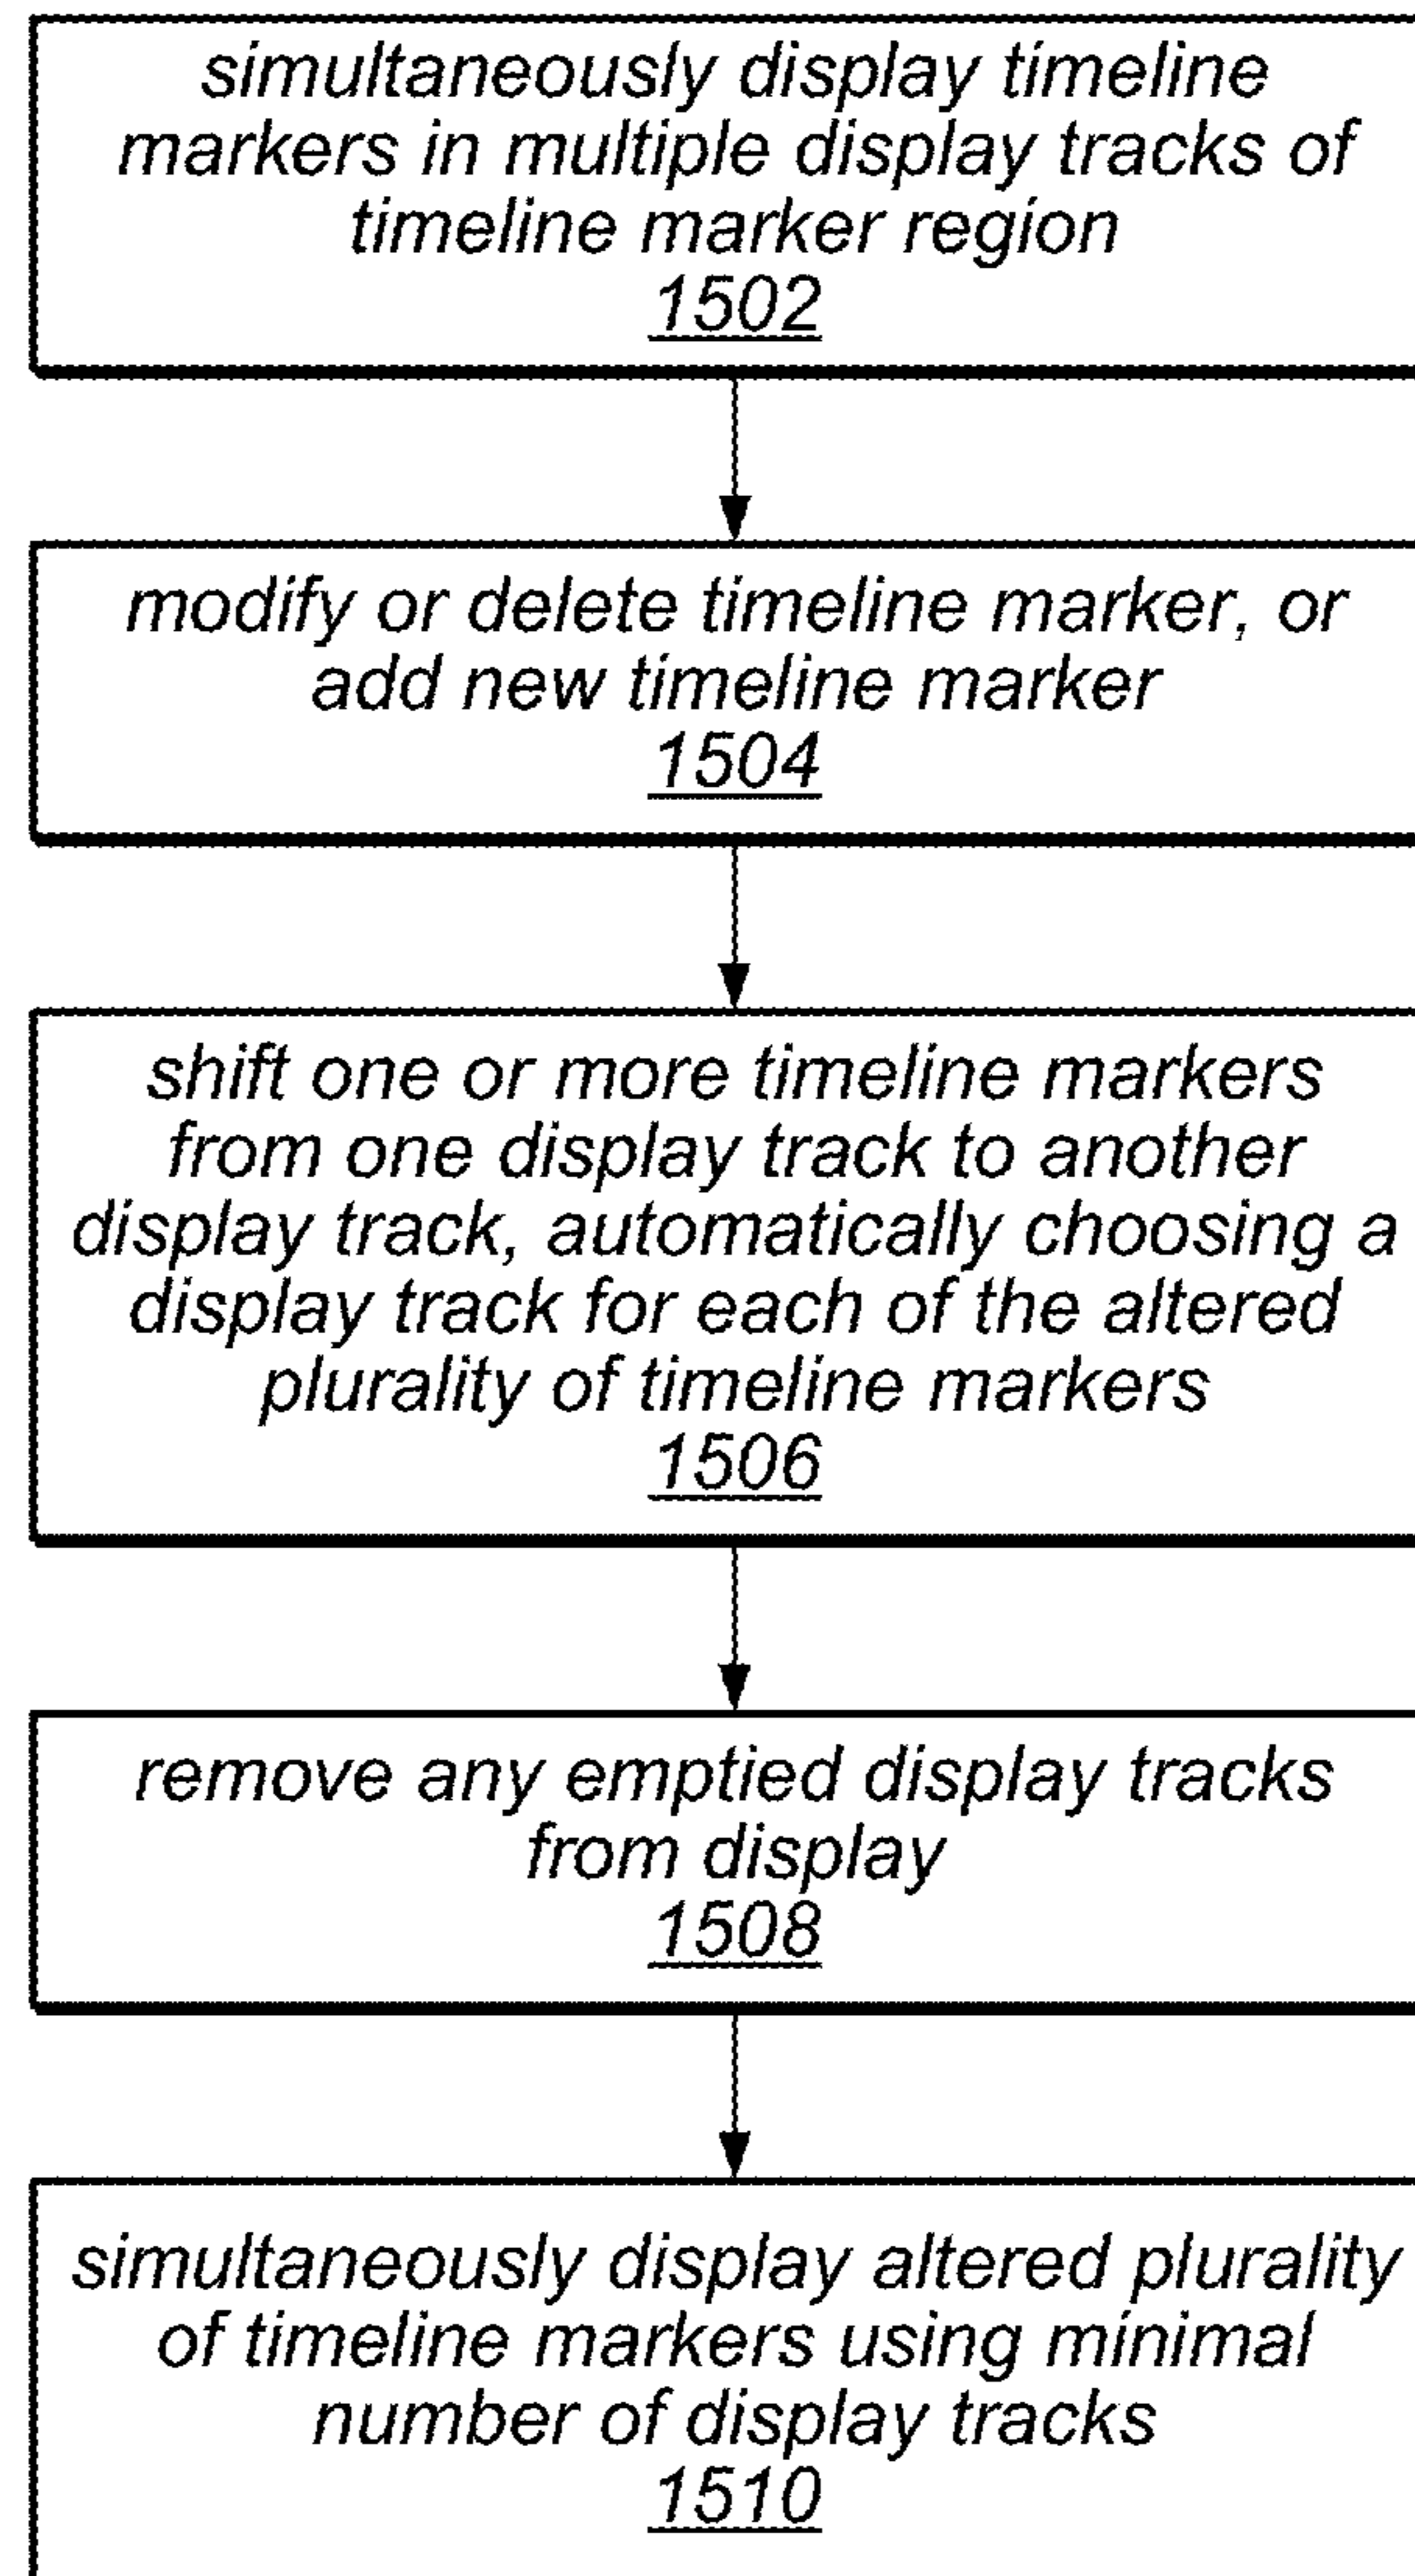 simultaneously display timeline
markers in multiple display tracks of
timeline marker region
1502
modify or delete timeline marker, or
add new timeline marker
1504
shift one or more timeline markers
from one display track to another
display track, automatically choosing a
display track for each of the altered
plurality of timeline markers
1506
remove any emptied display tracks
from display
1508
simultaneously display altered plurality
of timeline markers using minimal
number of display tracks
1510